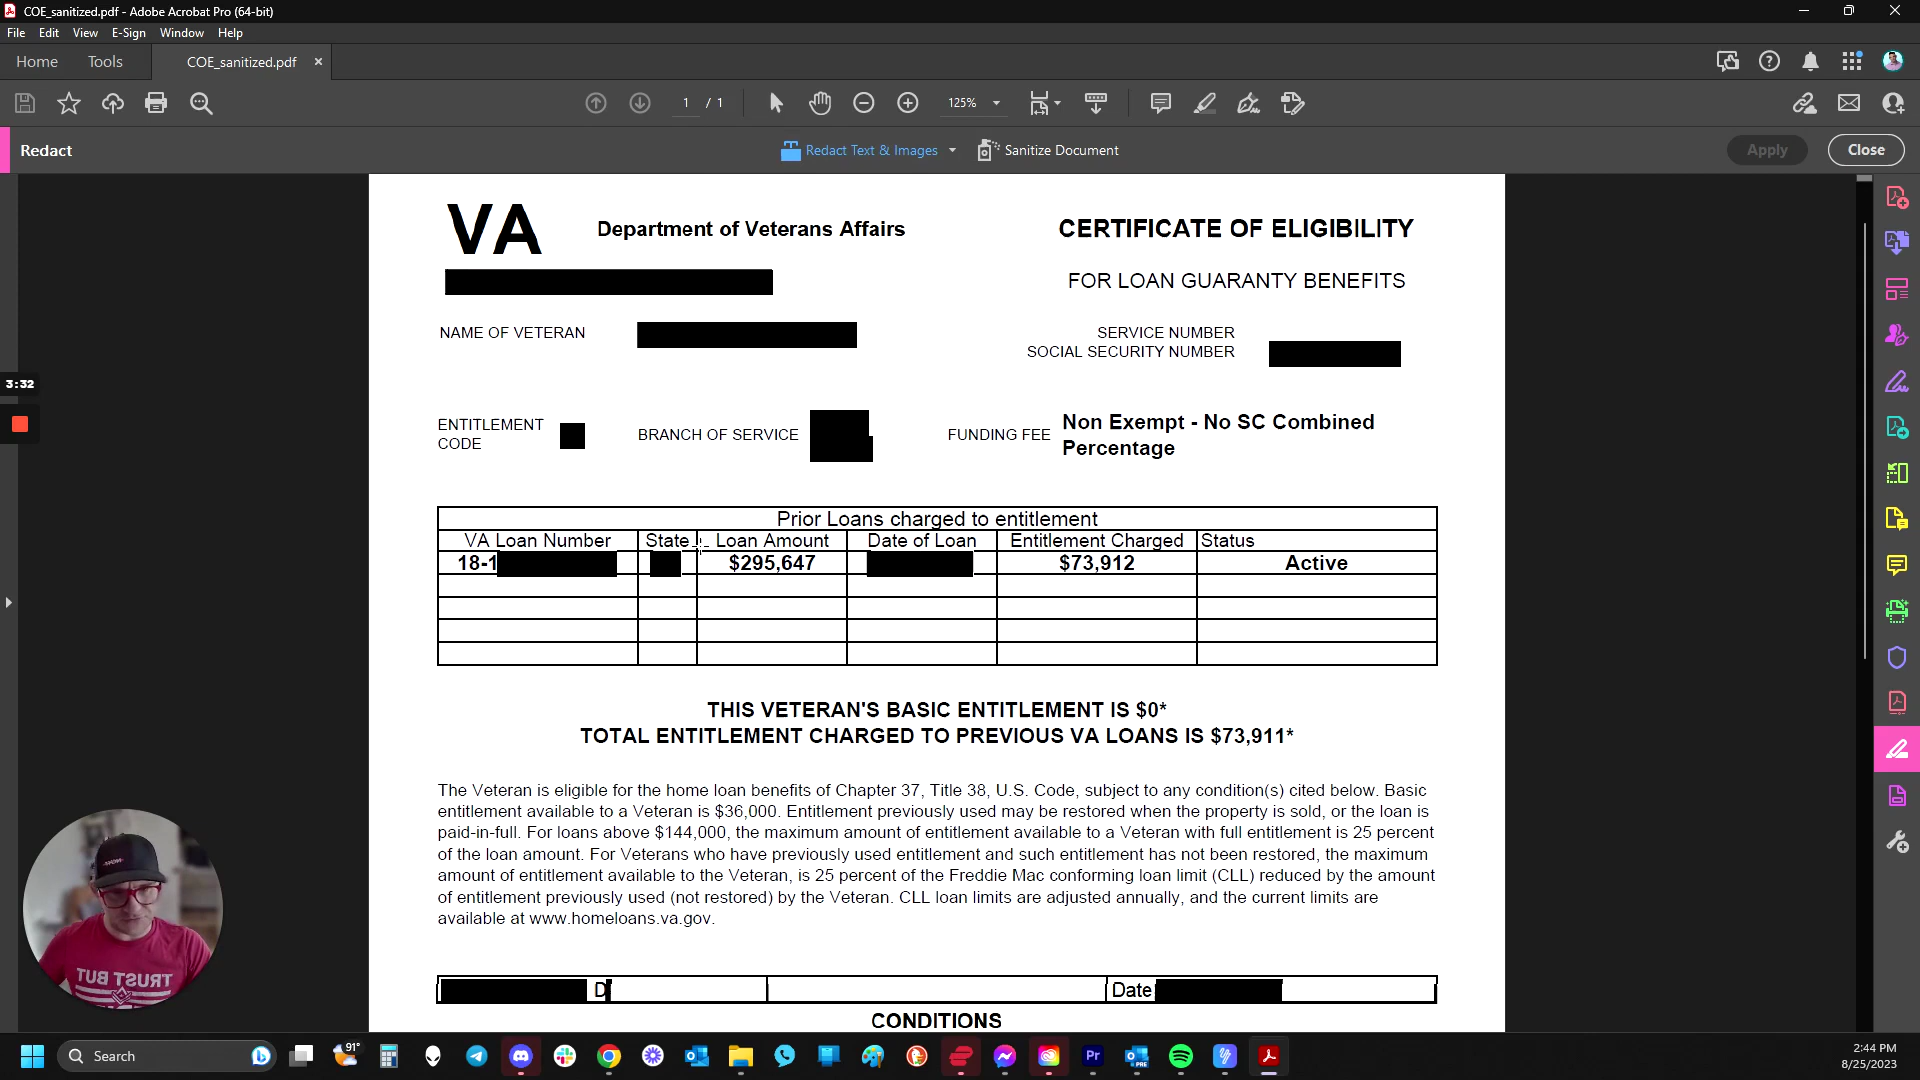 COE_sanitized.pdf - Adobe Acrobat Pro (64-bit)
File Edit View E-Sign Window Help
Home Tools COE_sanitized.pdf ×
1 / 1 125%
Redact Redact Text & Images Sanitize Document Apply Close
VA Department of Veterans Affairs CERTIFICATE OF ELIGIBILITY
FOR LOAN GUARANTY BENEFITS
NAME OF VETERAN SERVICE NUMBER
SOCIAL SECURITY NUMBER
3:32
ENTITLEMENT CODE BRANCH OF SERVICE FUNDING FEE Non Exempt - No SC Combined
Percentage
Prior Loans charged to entitlement
VA Loan Number State Loan Amount Date of Loan Entitlement Charged Status
18-1 $295,647 $73,912 Active
THIS VETERAN'S BASIC ENTITLEMENT IS $0*
TOTAL ENTITLEMENT CHARGED TO PREVIOUS VA LOANS IS $73,911*
The Veteran is eligible for the home loan benefits of Chapter 37, Title 38, U.S. Code, subject to any condition(s) cited below. Basic
entitlement available to a Veteran is $36,000. Entitlement previously used may be restored when the property is sold, or the loan is
paid-in-full. For loans above $144,000, the maximum amount of entitlement available to a Veteran with full entitlement is 25 percent
of the loan amount. For Veterans who have previously used entitlement and such entitlement has not been restored, the maximum
amount of entitlement available to the Veteran, is 25 percent of the Freddie Mac conforming loan limit (CLL) reduced by the amount
of entitlement previously used (not restored) by the Veteran. CLL loan limits are adjusted annually, and the current limits are
available at www.homeloans.va.gov.
TRUST BUT
D Date
CONDITIONS
Search 91° Pr PRE 2:44 PM
8/25/2023